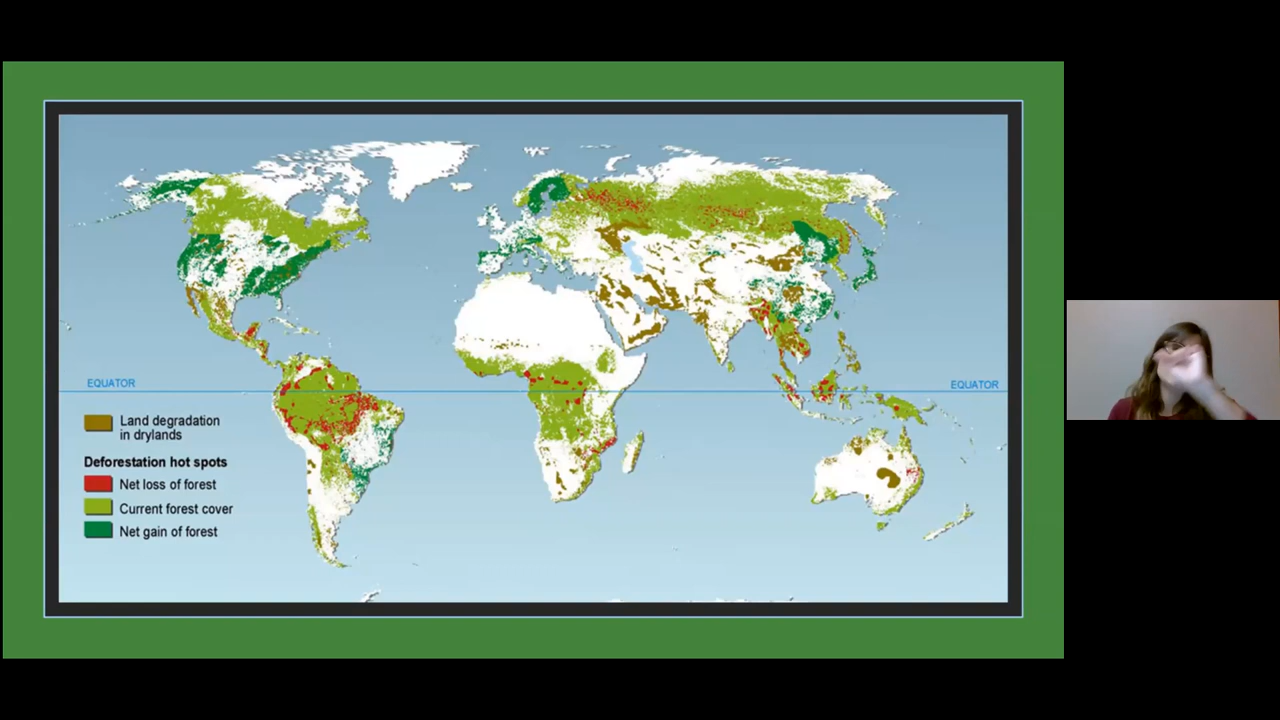 EQUATOR
EQUATOR
Land degradation
in drylands
Deforestation hot spots
Net loss of forest
Current forest cover
Net gain of forest